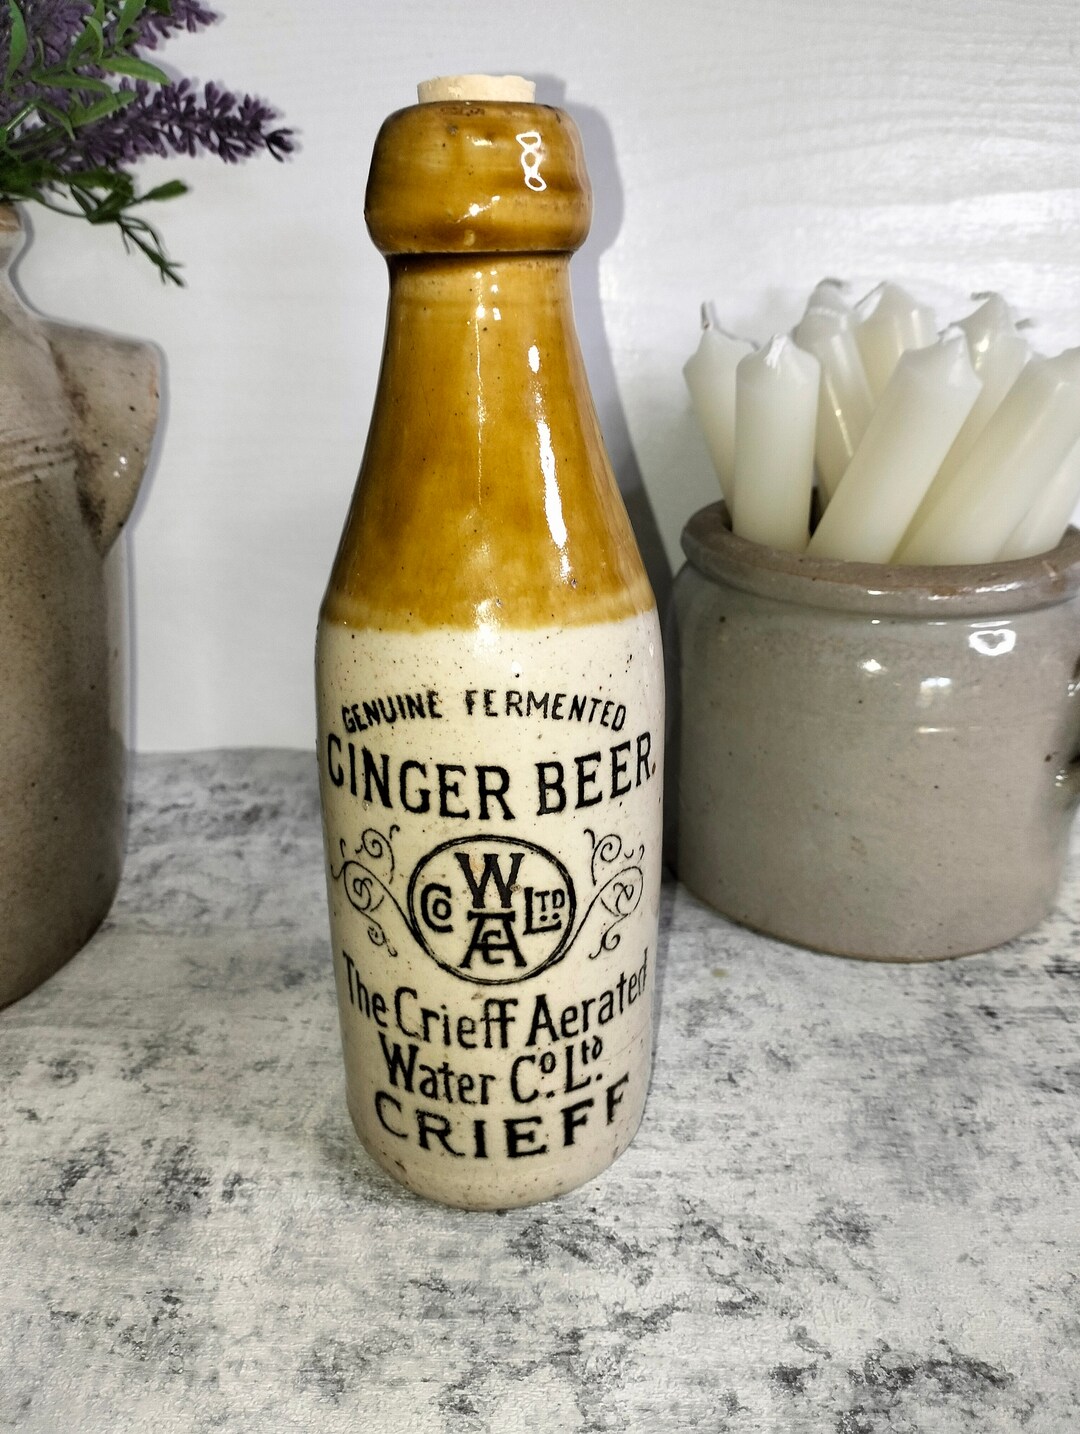 GENUINE FERMENTED
GINGER BEER.
W
Co LTD
AC
The Crieff Aerated
Water Co. Ltd.
CRIEFF